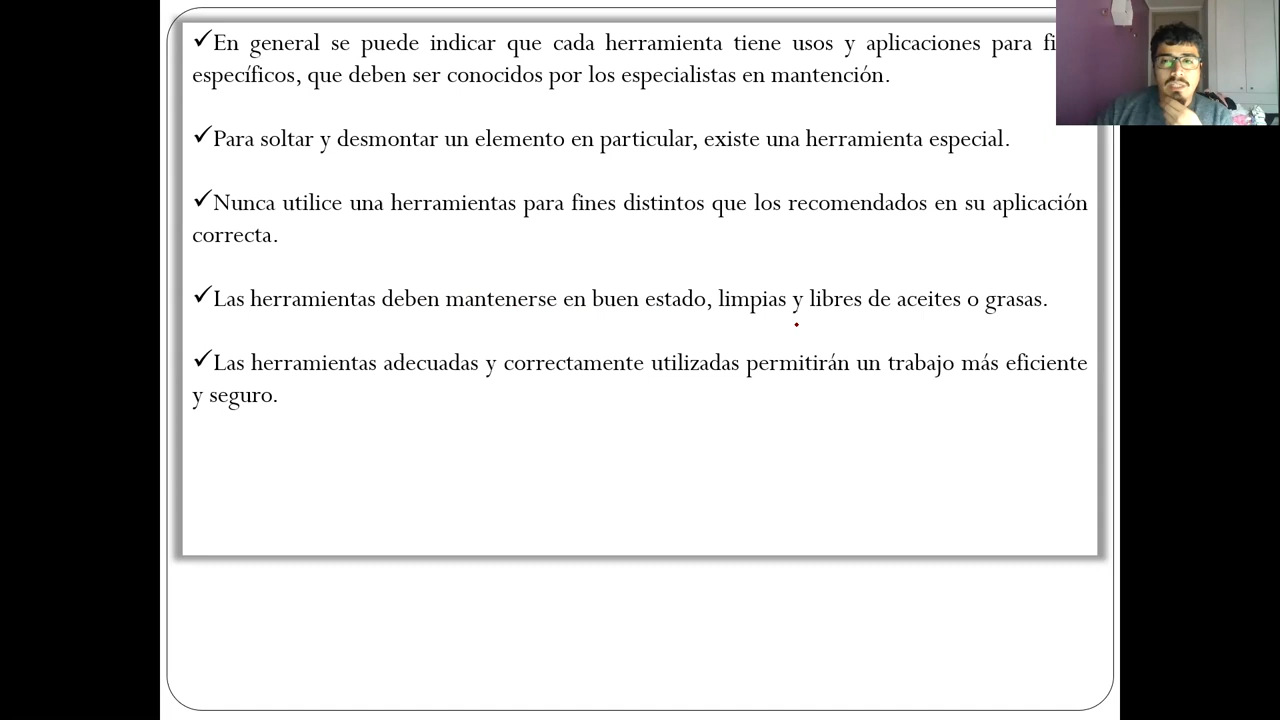 ✓En general se puede indicar que cada herramienta tiene usos y aplicaciones para
específicos, que deben ser conocidos por los especialistas en mantención.
✓Para soltar y desmontar un elemento en particular, existe una herramienta especial.
✓Nunca utilice una herramientas para fines distintos que los recomendados en su aplicación
correcta.
✓Las herramientas deben mantenerse en buen estado, limpias y libres de aceites o grasas.
✓Las herramientas adecuadas y correctamente utilizadas permitirán un trabajo más eficiente
y seguro.